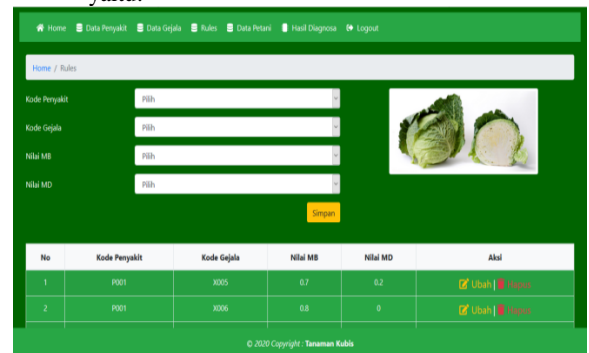 Home Data Penyakit Data Gejala Rules Data Petani Hasil Diagnosa Logout
Home / Rules
Kode Penyakit Pilih
Kode Gejala Pilih
Nilai MB Pilih
Nilai MD Pilih
Simpan
No Kode Penyakit Kode Gejala Nilai MB Nilai MD Aksi
1 P001 X005 0.7 0.2 Ubah | Hapus
2 P001 X006 0.8 0 Ubah | Hapus
© 2020 Copyright : Tanaman Kubis